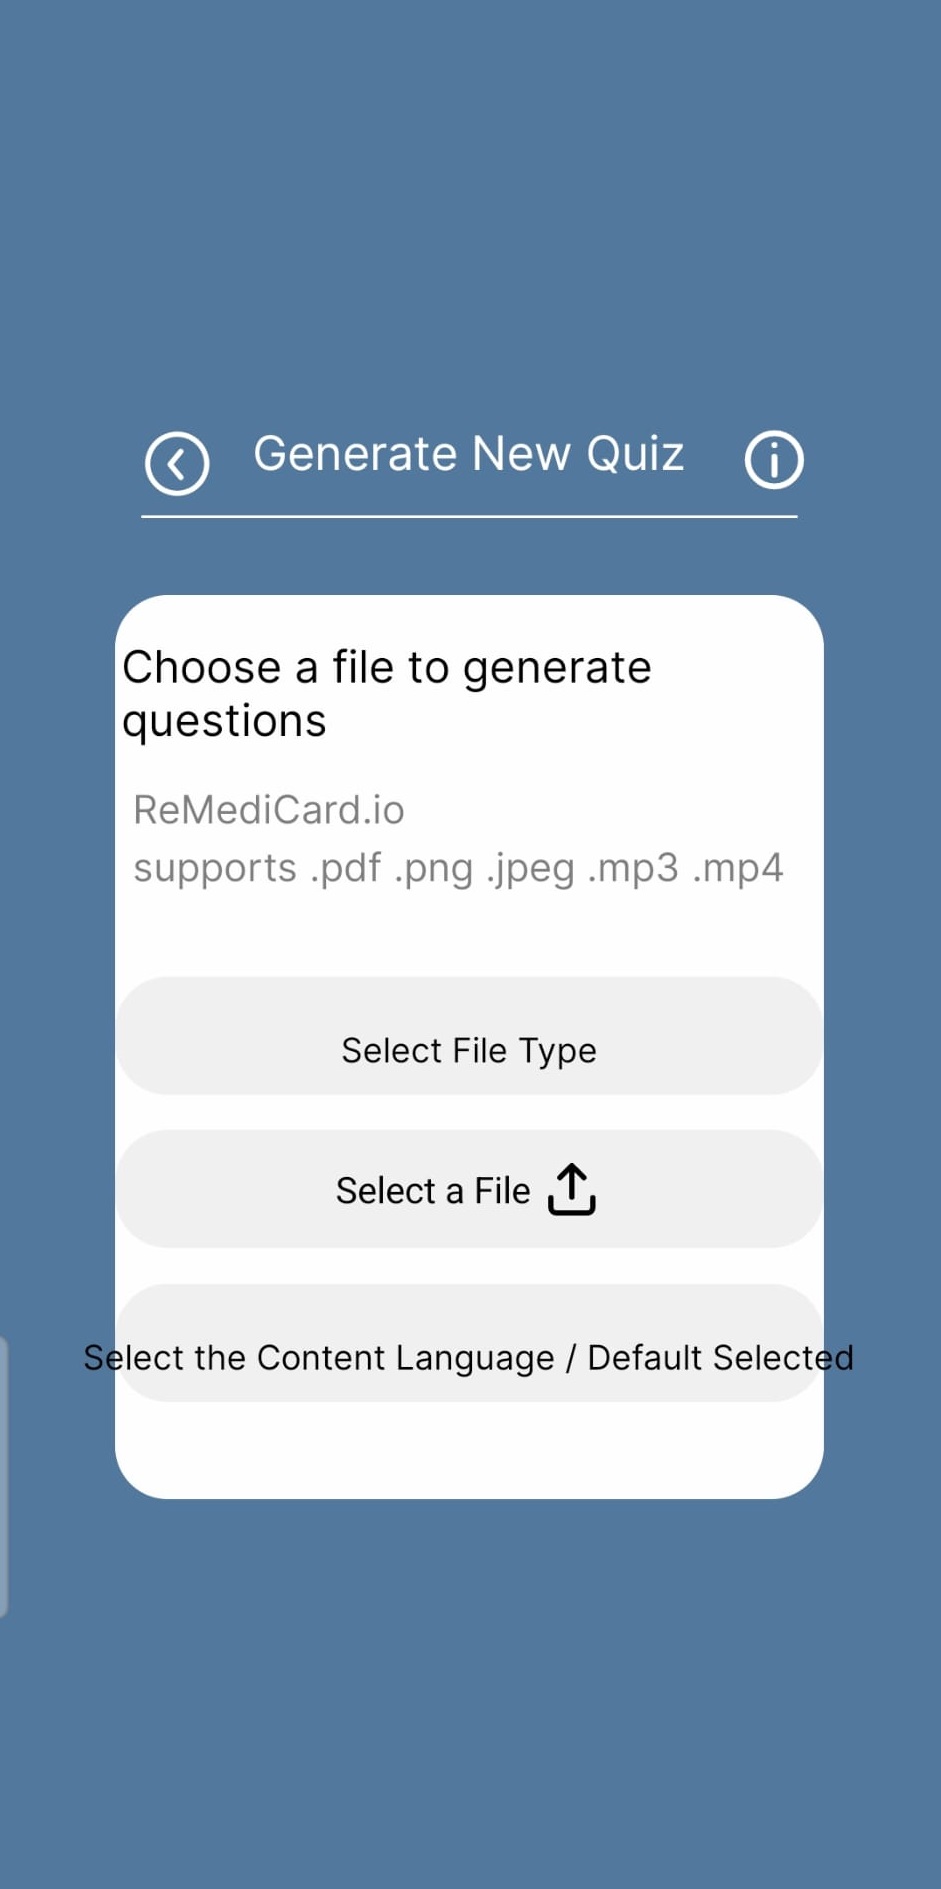 Generate New Quiz
Choose a file to generate
questions
ReMediCard.io
supports .pdf .png .jpeg .mp3 .mp4
Select File Type
Select a File
Select the Content Language / Default Selected